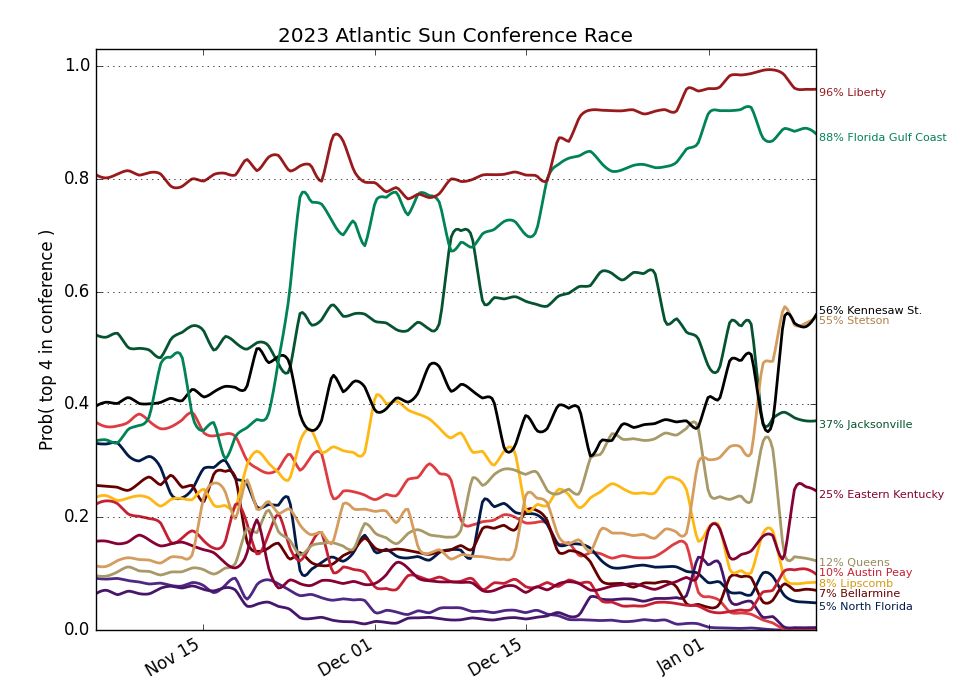 2023 Atlantic Sun Conference Race
Prob( top 4 in conference )
1.0
0.8
0.6
0.4
0.2
0.0
Nov 15
Dec 01
Dec 15
Jan 01
96% Liberty
88% Florida Gulf Coast
56% Kennesaw St.
55% Stetson
37% Jacksonville
25% Eastern Kentucky
12% Queens
10% Austin Peay
8% Lipscomb
7% Bellarmine
5% North Florida